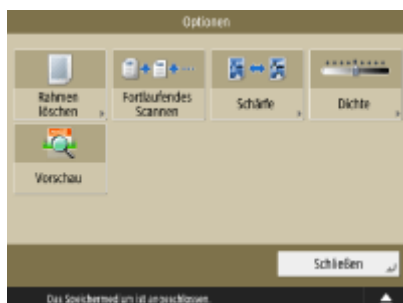 Optionen
Rahmen
löschen
Fortlaufendes
Scannen
Schärfe
Dichte
Vorschau
Schließen
Das Speichermedium ist angeschlossen.